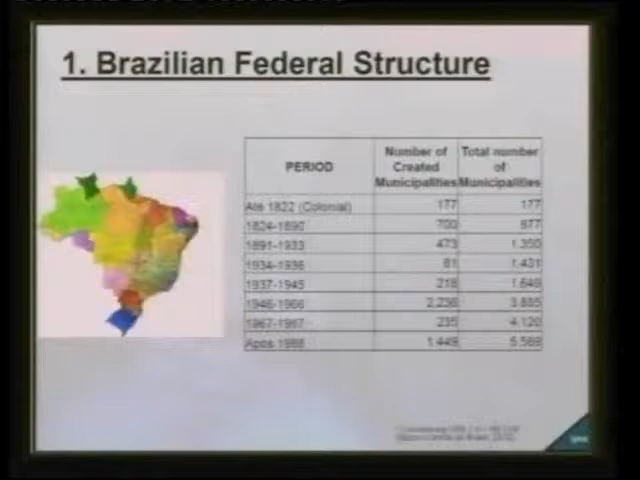 1. Brazilian Federal Structure
PERIOD
Number of
Created
Municipalities
Total number
of
Municipalities
Até 1822 (Colonial) 177 177
1824-1890 700 877
1891-1933 473 1.350
1934-1936 81 1.431
1937-1945 218 1.649
1946-1966 2.236 3.885
1967-1987 235 4.120
Após 1988 1.449 5.569